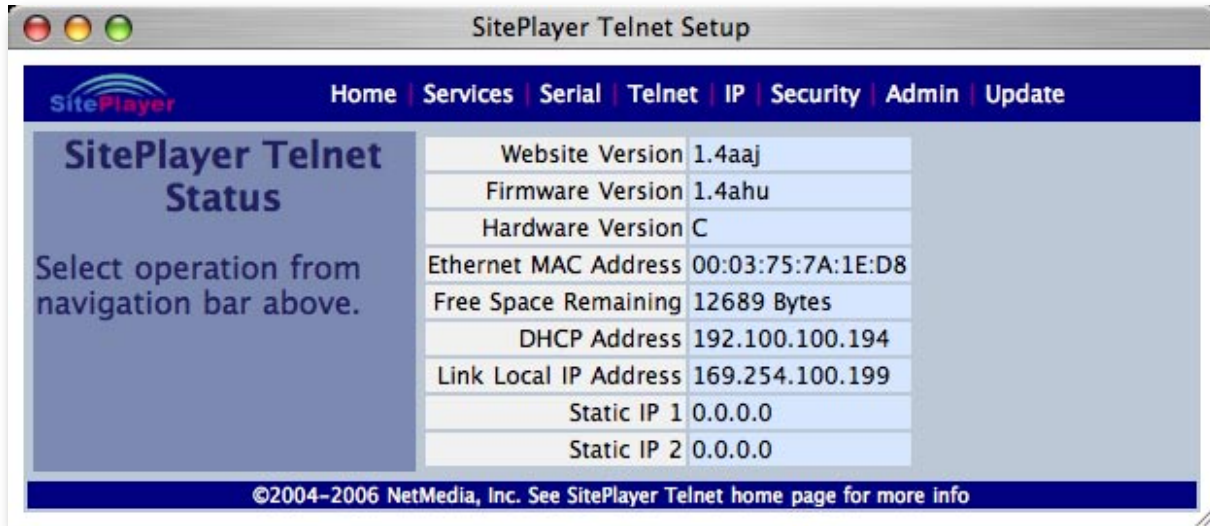 SitePlayer Telnet Setup
SitePlayer
Home | Services | Serial | Telnet | IP | Security | Admin | Update
SitePlayer Telnet
Status
Select operation from
navigation bar above.
Website Version 1.4aaj
Firmware Version 1.4ahu
Hardware Version C
Ethernet MAC Address 00:03:75:7A:1E:D8
Free Space Remaining 12689 Bytes
DHCP Address 192.100.100.194
Link Local IP Address 169.254.100.199
Static IP 1 0.0.0.0
Static IP 2 0.0.0.0
©2004-2006 NetMedia, Inc. See SitePlayer Telnet home page for more info